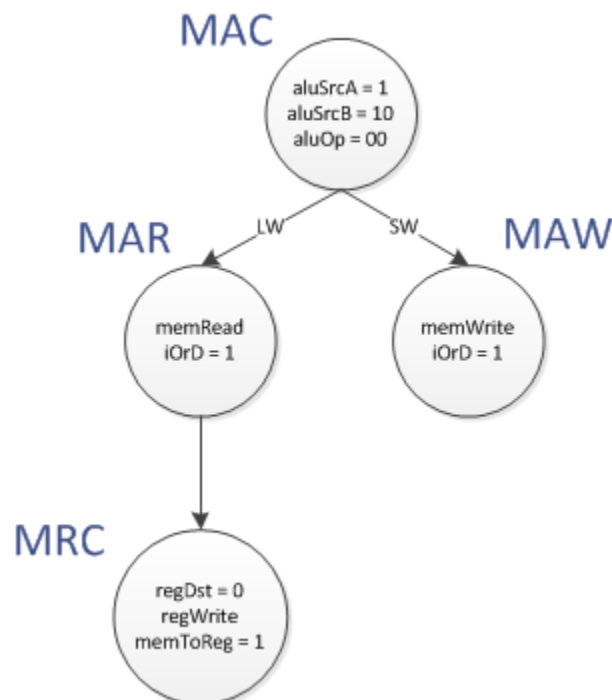 MAC
aluSrcA = 1
aluSrcB = 10
aluOp = 00
LW
SW
MAR
MAW
memRead
iOrD = 1
memWrite
iOrD = 1
MRC
regDst = 0
regWrite
memToReg = 1